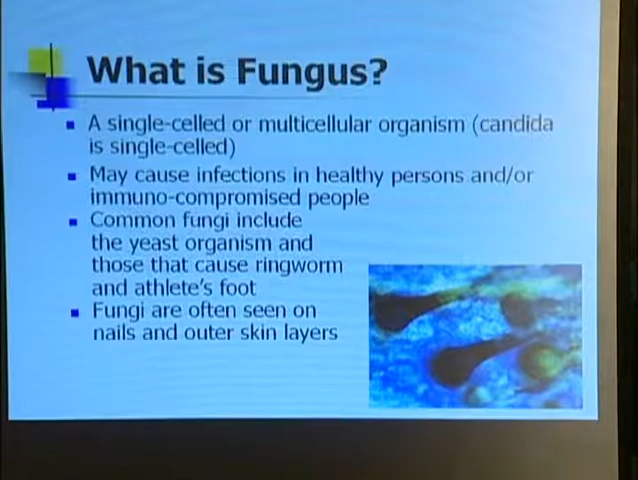 What is Fungus?
A single-celled or multicellular organism (candida
is single-celled)
May cause infections in healthy persons and/or
immuno-compromised people
Common fungi include
the yeast organism and
those that cause ringworm
and athlete's foot
Fungi are often seen on
nails and outer skin layers